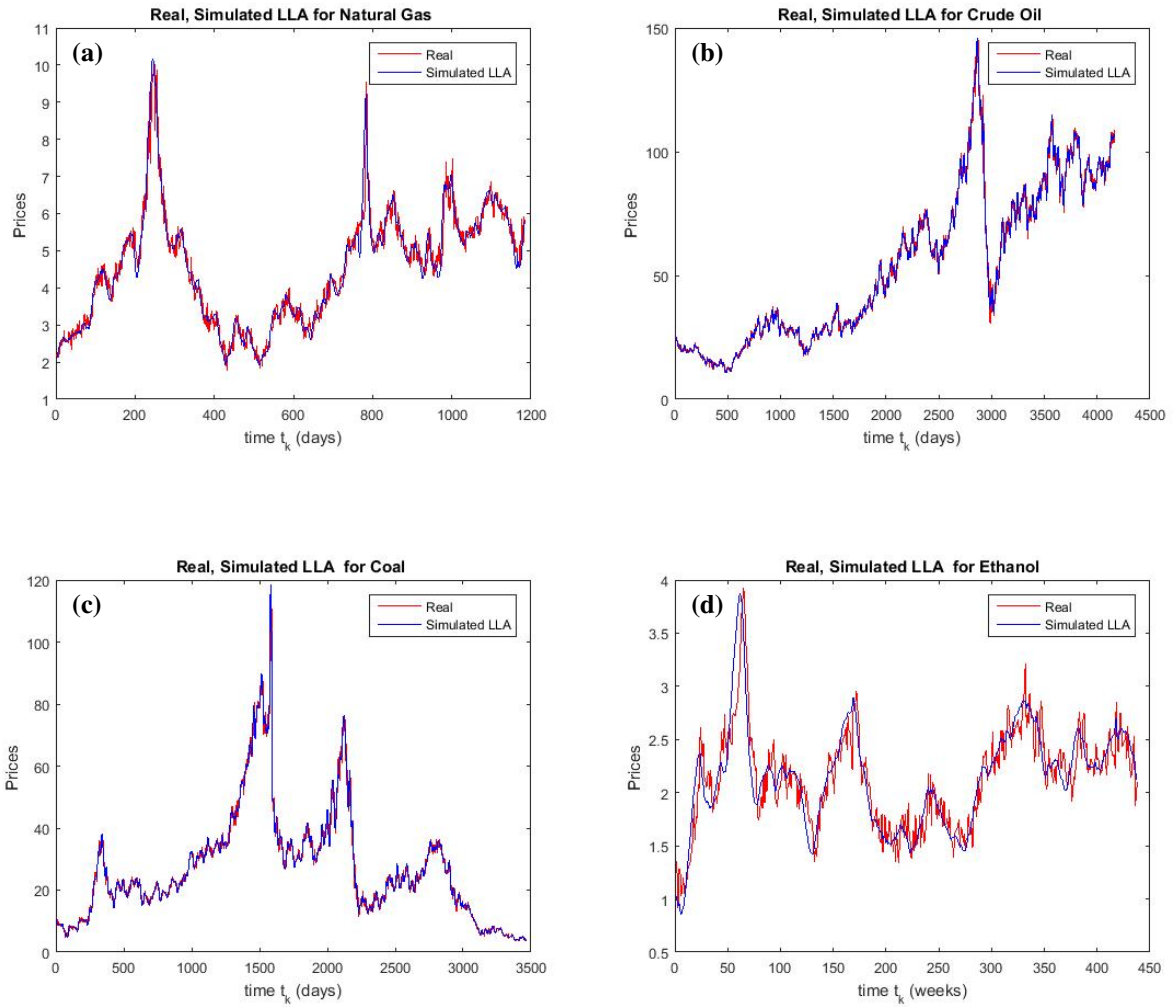 Real, Simulated LLA for Natural Gas
(a)
Real
Simulated LLA
Prices
11
10
9
8
7
6
5
4
3
2
1
0 200 400 600 800 1000 1200
time t_k (days)
Real, Simulated LLA for Crude Oil
(b)
Real
Simulated LLA
Prices
150
100
50
0
0 500 1000 1500 2000 2500 3000 3500 4000 4500
time t_k (days)
Real, Simulated LLA for Coal
(c)
Real
Simulated LLA
Prices
120
100
80
60
40
20
0
0 500 1000 1500 2000 2500 3000 3500
time t_k (days)
Real, Simulated LLA for Ethanol
(d)
Real
Simulated LLA
Prices
4
3.5
3
2.5
2
1.5
1
0.5
0 50 100 150 200 250 300 350 400 450
time t_k (weeks)